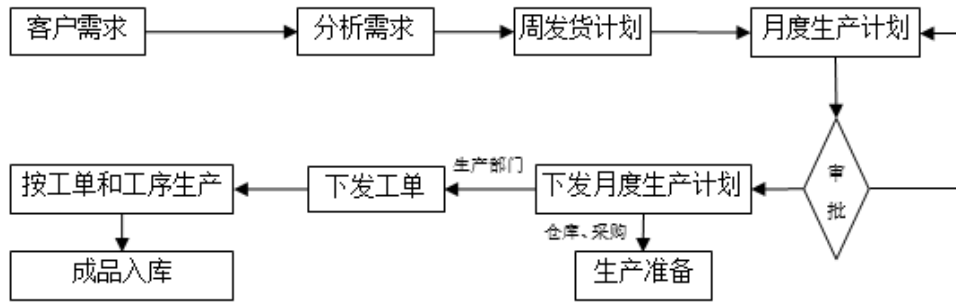 客户需求
分析需求
周发货计划
月度生产计划
审
批
下发月度生产计划
生产部门
下发工单
按工单和工序生产
仓库、采购
成品入库
生产准备